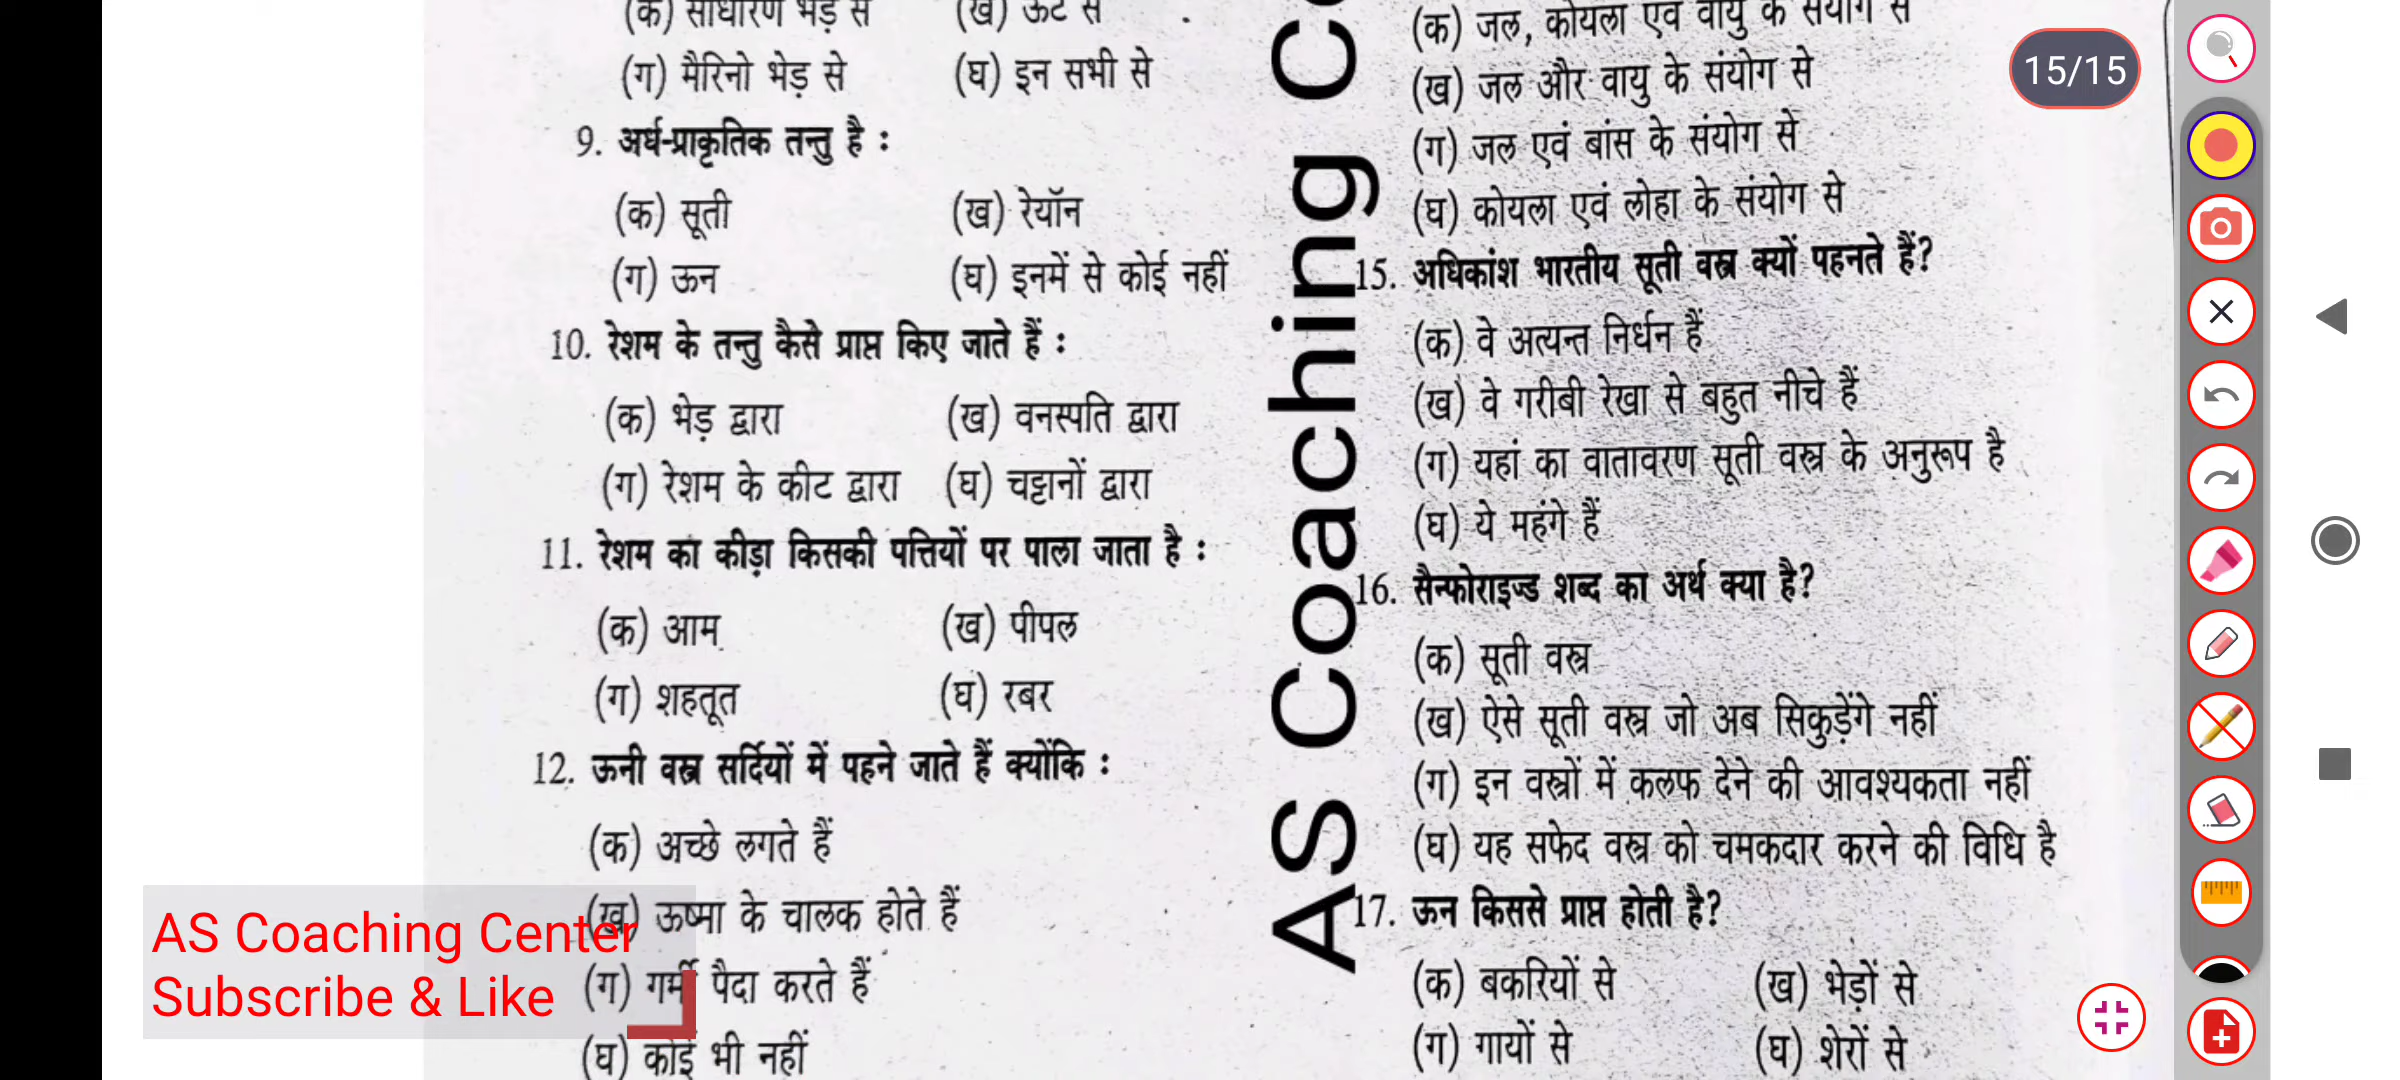 (क) साधारण भेड़ से (ख) ऊंट से
(ग) मैरिनो भेड़ से (घ) इन सभी से
9. अर्ध-प्राकृतिक तन्तु है :
(क) सूती (ख) रेयॉन
(ग) ऊन (घ) इनमें से कोई नहीं
10. रेशम के तन्तु कैसे प्राप्त किए जाते हैं :
(क) भेड़ द्वारा (ख) वनस्पति द्वारा
(ग) रेशम के कीट द्वारा (घ) चट्टानों द्वारा
11. रेशम का कीड़ा किसकी पत्तियों पर पाला जाता है :
(क) आम (ख) पीपल
(ग) शहतूत (घ) रबर
12. ऊनी वस्त्र सर्दियों में पहने जाते हैं क्योंकि :
(क) अच्छे लगते हैं
(ख) ऊष्मा के चालक होते हैं
(ग) गर्मी पैदा करते हैं
(घ) कोई भी नहीं
AS Coaching Center
Subscribe & Like
AS Coaching
(क) जल, कोयला एवं वायु के संयोग से
(ख) जल और वायु के संयोग से
(ग) जल एवं बांस के संयोग से
(घ) कोयला एवं लोहा के संयोग से
15. अधिकांश भारतीय सूती वस्त्र क्यों पहनते हैं?
(क) वे अत्यन्त निर्धन हैं
(ख) वे गरीबी रेखा से बहुत नीचे हैं
(ग) यहां का वातावरण सूती वस्त्र के अनुरूप है
(घ) ये महंगे हैं
16. सैन्फोराइज्ड शब्द का अर्थ क्या है?
(क) सूती वस्त्र
(ख) ऐसे सूती वस्त्र जो अब सिकुड़ेंगे नहीं
(ग) इन वस्त्रों में कलफ देने की आवश्यकता नहीं
(घ) यह सफेद वस्त्र को चमकदार करने की विधि है
17. ऊन किससे प्राप्त होती है?
(क) बकरियों से (ख) भेड़ों से
(ग) गायों से (घ) शेरों से
15/15